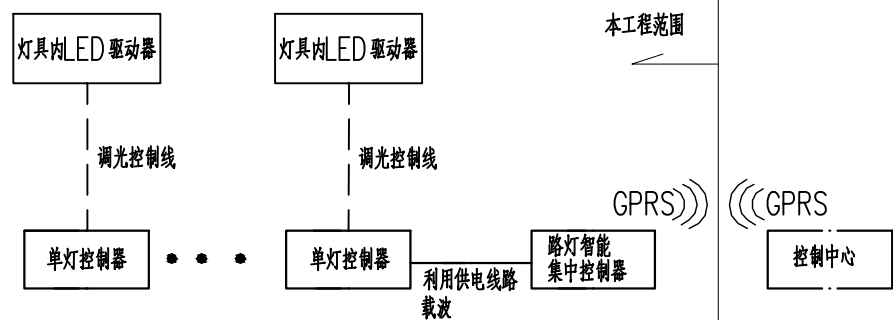 灯具内LED驱动器
灯具内LED驱动器
本工程范围
调光控制线
调光控制线
GPRS
GPRS
单灯控制器
单灯控制器
利用供电线路
载波
路灯智能
集中控制器
控制中心